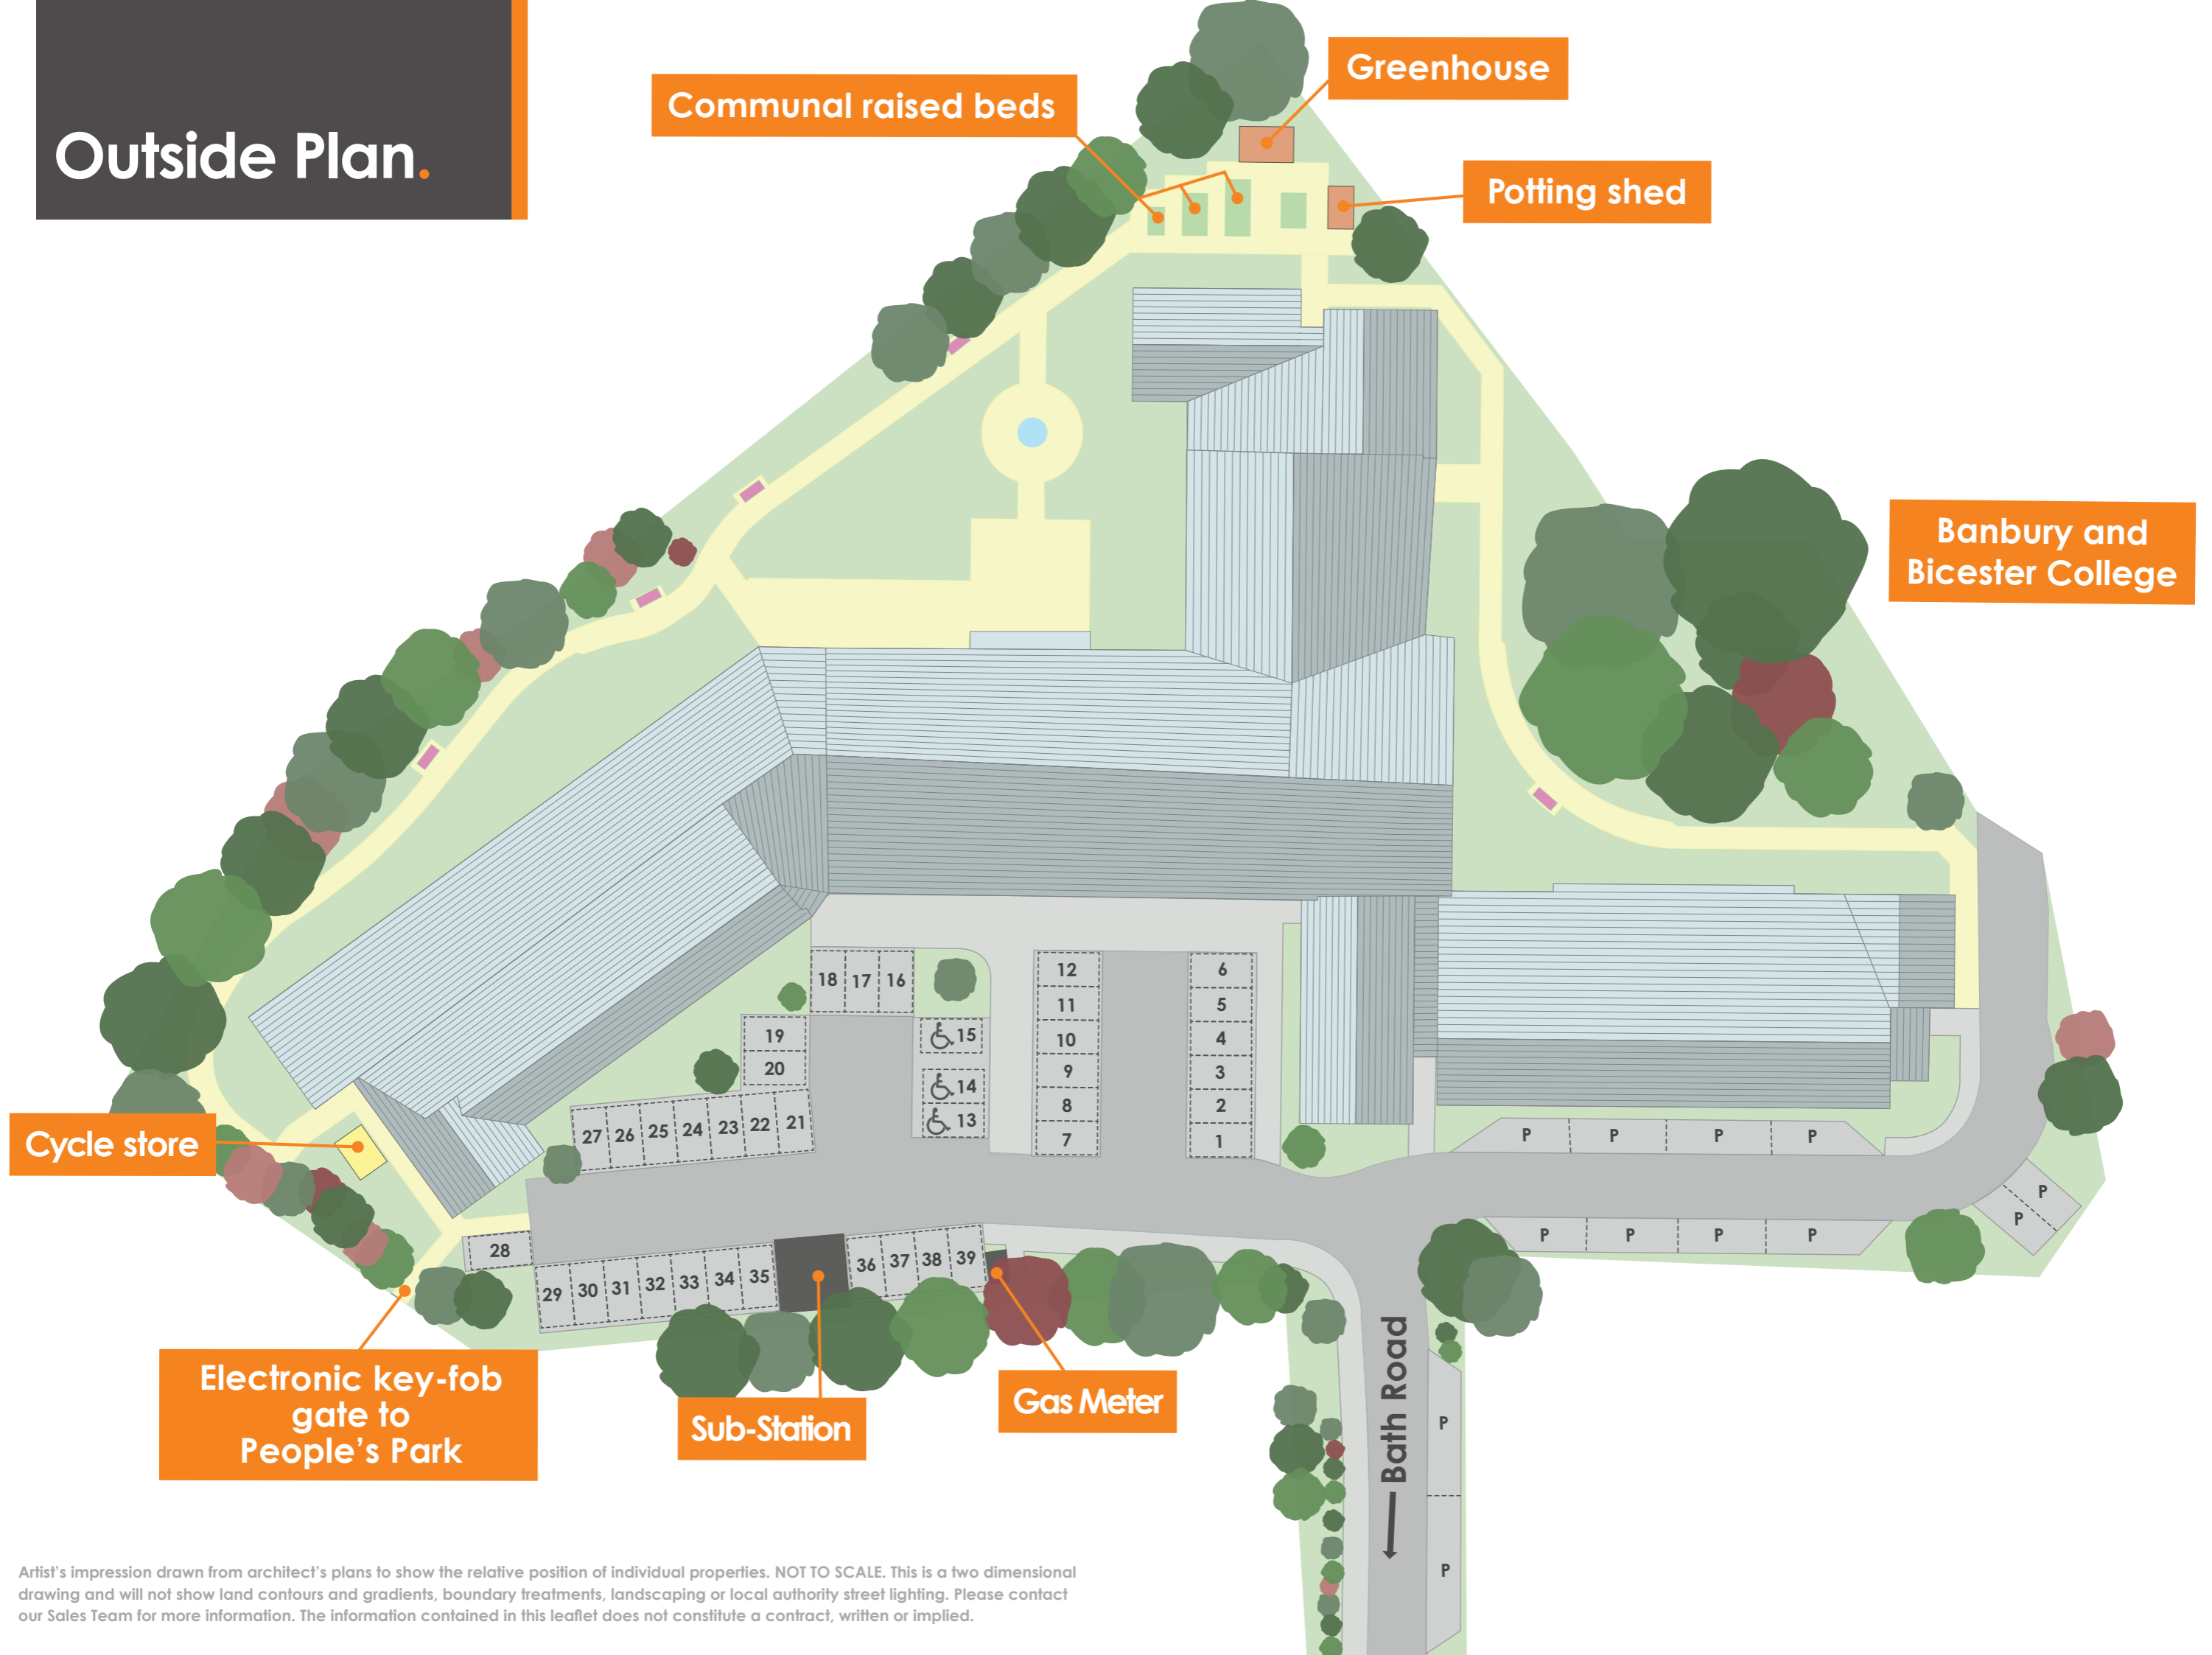 Outside Plan.
Communal raised beds
Greenhouse
Potting shed
Banbury and
Bicester College
18 17 16
12
6
11
5
15
10
4
19
20
9
3
14
8
2
13
7
1
27 26 25 24 23 22 21
P P P P
Cycle store
P
P
P P P P
28
29 30 31 32 33 34 35
36 37 38 39
Electronic key-fob
gate to
People's Park
Sub-Station
Gas Meter
Bath Road
P
P
Artist's impression drawn from architect's plans to show the relative position of individual properties. NOT TO SCALE. This is a two dimensional
drawing and will not show land contours and gradients, boundary treatments, landscaping or local authority street lighting. Please contact
our Sales Team for more information. The information contained in this leaflet does not constitute a contract, written or implied.